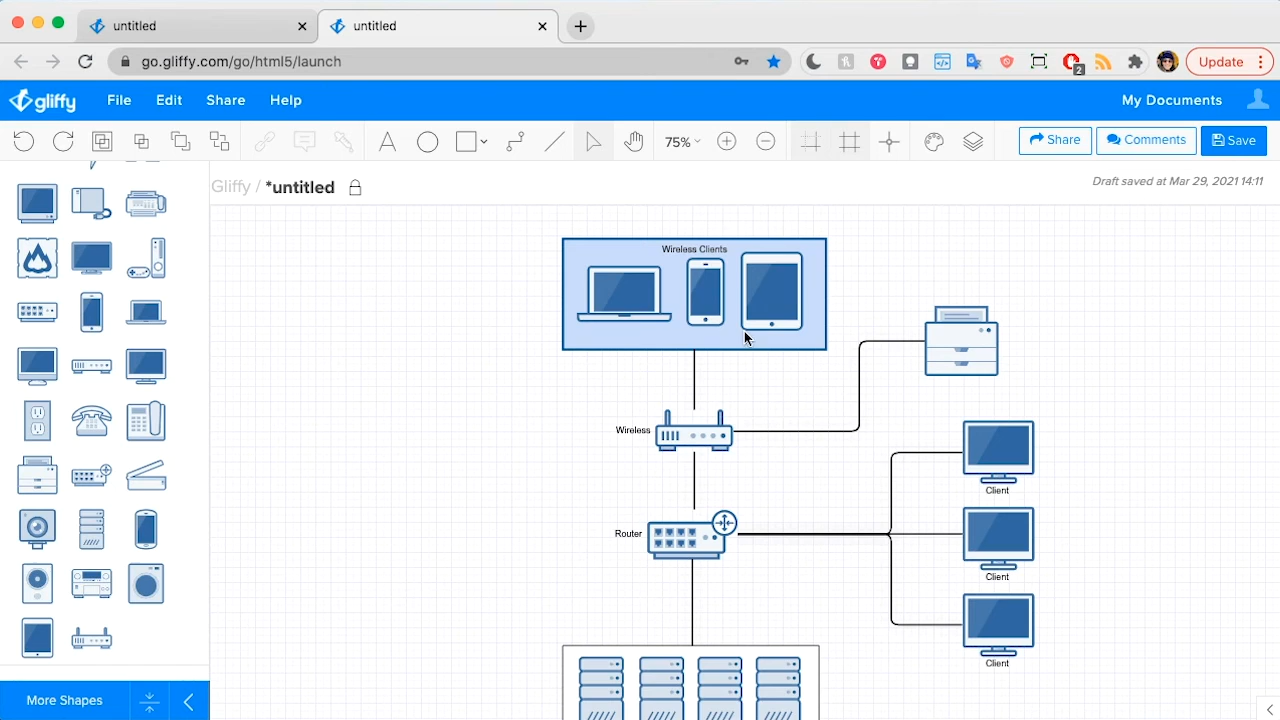 untitled
untitled
go.gliffy.com/go/html5/launch
2
Update
gliffy
File Edit Share Help
My Documents
A
75%
Share
Comments
Save
Gliffy / *untitled
Draft saved at Mar 29, 2021 14:11
Wireless Clients
Wireless
Router
Client
Client
Client
More Shapes